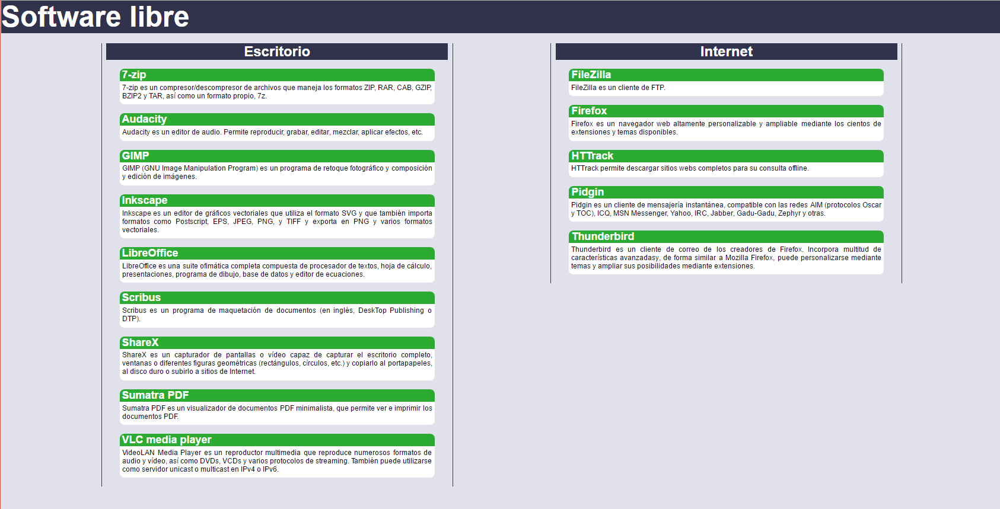 Software libre
Escritorio
7-zip
7-zip es un compresor/descompresor de archivos que maneja los formatos ZIP, RAR, CAB, GZIP,
BZIP2 y TAR, así como un formato propio, 7z.
Audacity
Audacity es un editor de audio. Permite reproducir, grabar, editar, mezclar, aplicar efectos, etc.
GIMP
GIMP (GNU Image Manipulation Program) es un programa de retoque fotográfico y composición
y edición de imágenes.
Inkscape
Inkscape es un editor de gráficos vectoriales que utiliza el formato SVG y que también importa
formatos como Postscript, EPS, JPEG, PNG, y TIFF y exporta en PNG y varios formatos
vectoriales.
LibreOffice
LibreOffice es una suite ofimática completa compuesta de procesador de textos, hoja de cálculo,
presentaciones, programa de dibujo, base de datos y editor de ecuaciones.
Scribus
Scribus es un programa de maquetación de documentos (en inglés, DeskTop Publishing o
DTP).
ShareX
ShareX es un capturador de pantallas o vídeo capaz de capturar el escritorio completo,
ventanas o diferentes figuras geométricas (rectángulos, círculos, etc.) y copiarlo al portapapeles,
al disco duro o subirlo a sitios de Internet.
Sumatra PDF
Sumatra PDF es un visualizador de documentos PDF minimalista, que permite ver e imprimir los
documentos PDF.
VLC media player
VideoLAN Media Player es un reproductor multimedia que reproduce numerosos formatos de
audio y vídeo, así como DVDs, VCDs y varios protocolos de streaming. También puede utilizarse
como servidor unicast o multicast en IPv4 o IPv6.
Internet
FileZilla
FileZilla es un cliente de FTP.
Firefox
Firefox es un navegador web altamente personalizable y ampliable mediante los cientos de
extensiones y temas disponibles.
HTTrack
HTTrack permite descargar sitios webs completos para su consulta offline.
Pidgin
Pidgin es un cliente de mensajería instantánea, compatible con las redes AIM (protocolos Oscar
y TOC), ICQ, MSN Messenger, Yahoo, IRC, Jabber, Gadu-Gadu, Zephyr y otras.
Thunderbird
Thunderbird es un cliente de correo de los creadores de Firefox. Incorpora multitud de
características avanzadasy, de forma similar a Mozilla Firefox, puede personalizarse mediante
temas y ampliar sus posibilidades mediante extensiones.